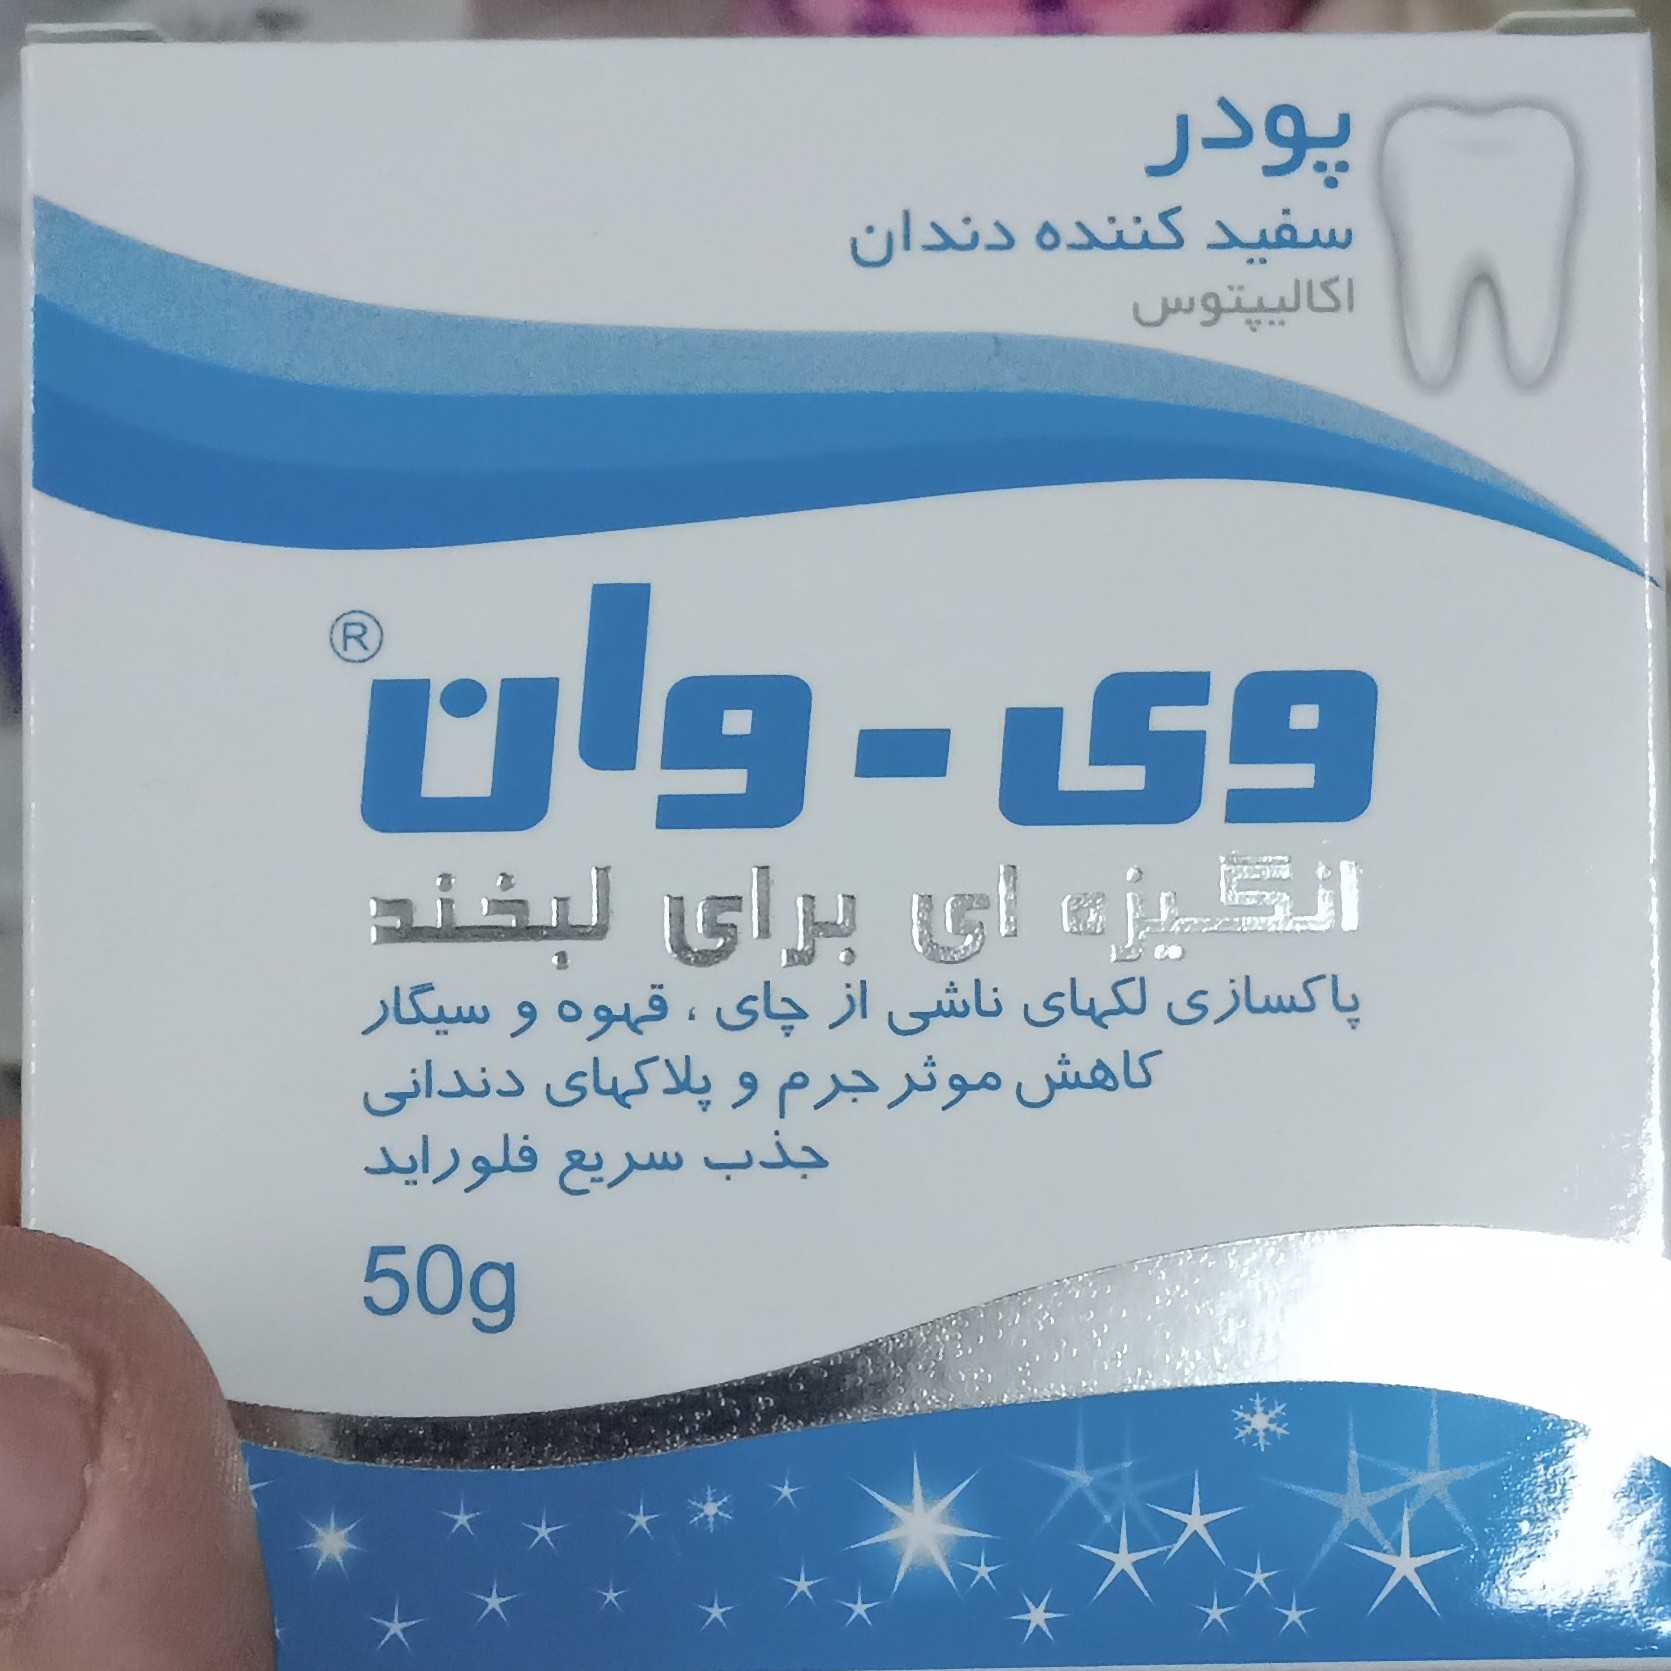 پودر
سفید کننده دندان
اکالیپتوس
وی - وان®
انگیزه ای برای لبخند
پاکسازی لکهای ناشی از چای ، قهوه و سیگار
کاهش موثر جرم و پلاکهای دندانی
جذب سریع فلوراید
50g